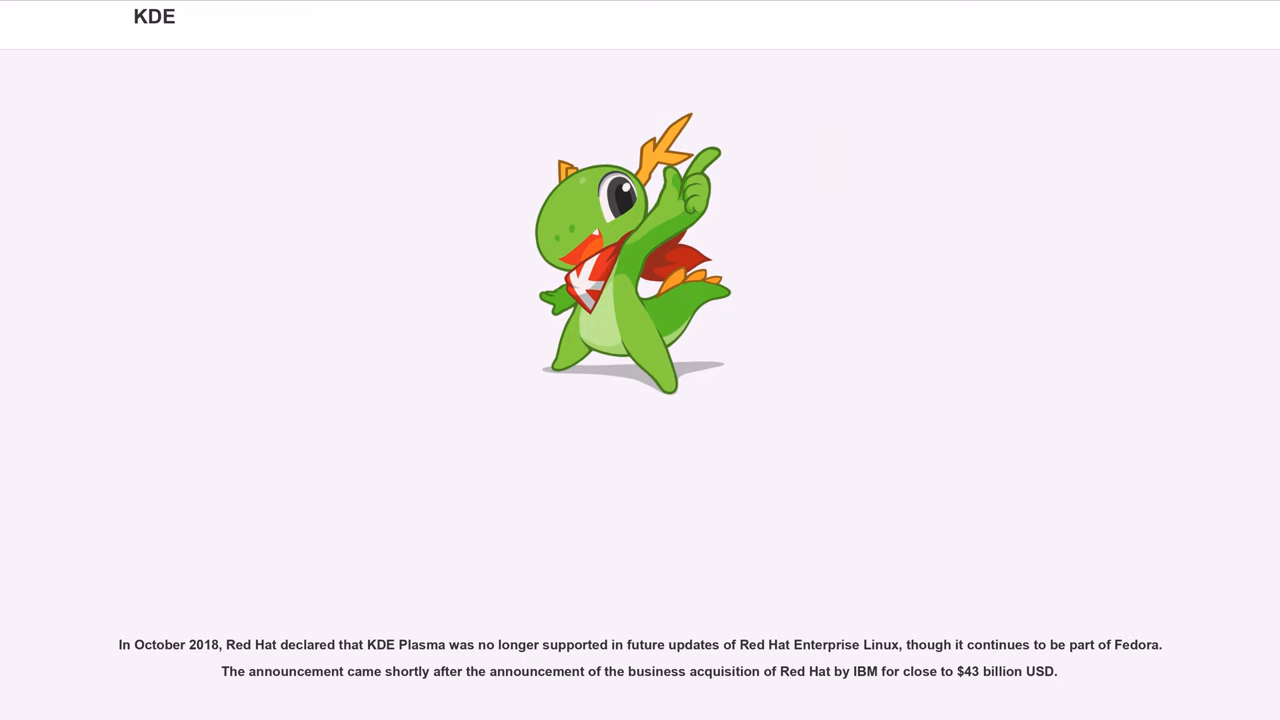 KDE
In October 2018, Red Hat declared that KDE Plasma was no longer supported in future updates of Red Hat Enterprise Linux, though it continues to be part of Fedora.
The announcement came shortly after the announcement of the business acquisition of Red Hat by IBM for close to $43 billion USD.